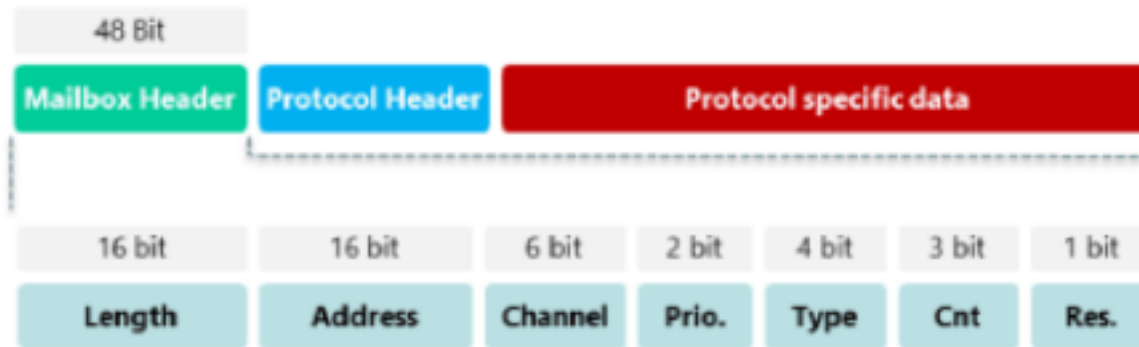 48 Bit
Mailbox Header Protocol Header Protocol specific data
16 bit 16 bit 6 bit 2 bit 4 bit 3 bit 1 bit
Length Address Channel Prio. Type Cnt Res.